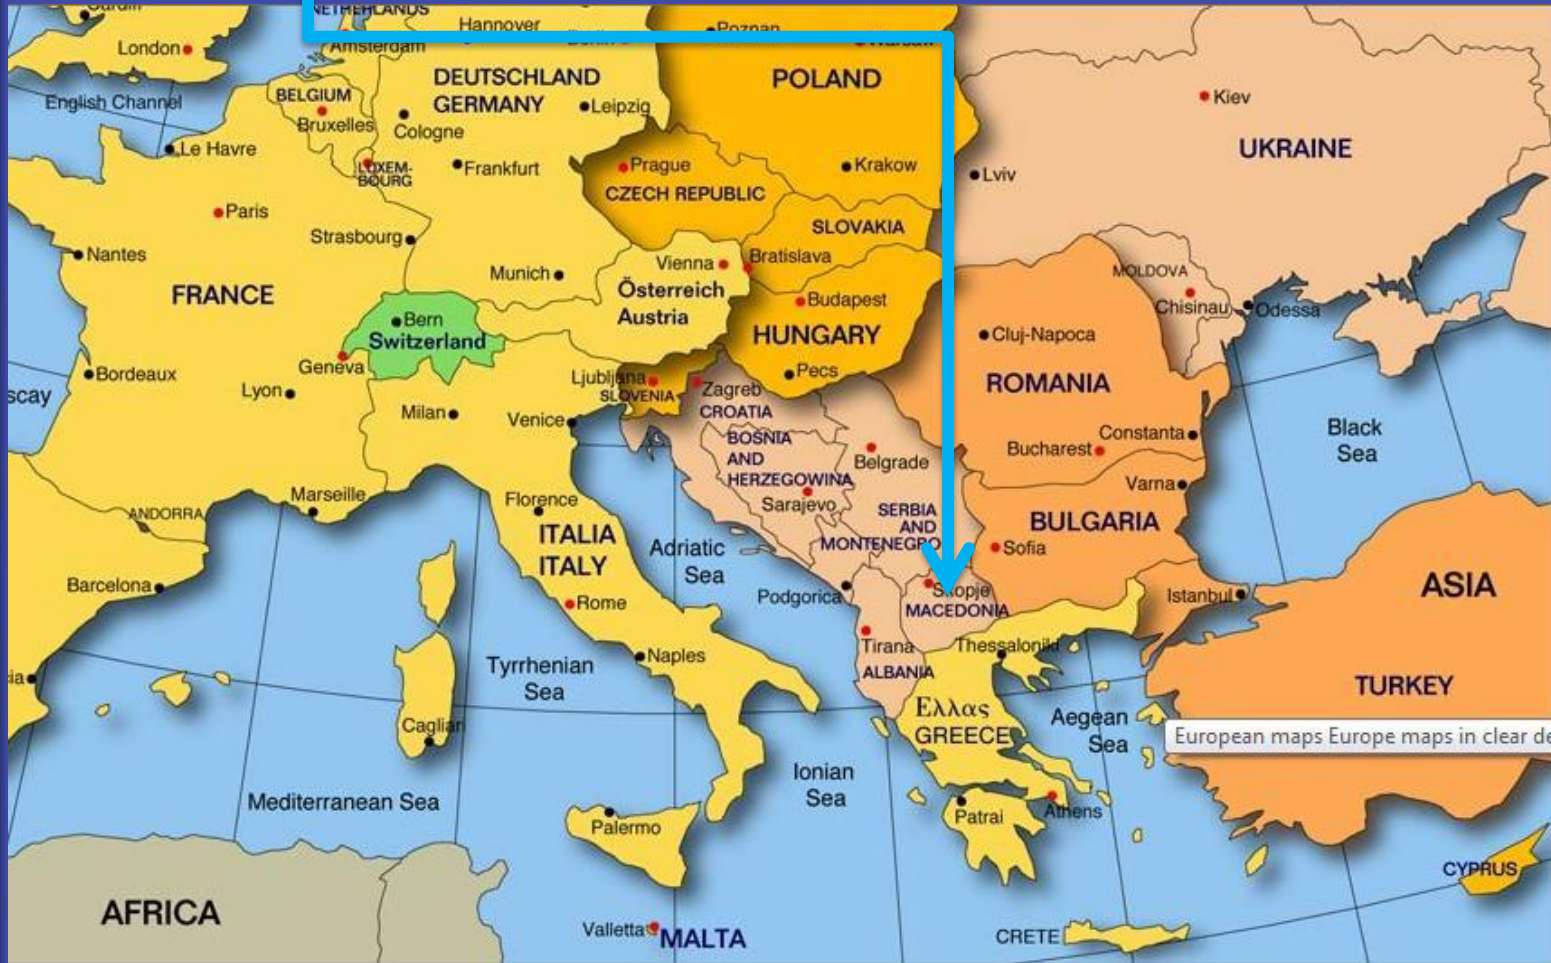 Cardiff
NETHERLANDS
Hannover
Poznan
London
Amsterdam
Berlin
Warsaw
DEUTSCHLAND
GERMANY
POLAND
BELGIUM
Bruxelles
English Channel
Cologne
Leipzig
Kiev
UKRAINE
Le Havre
LUXEM-
BOURG
Frankfurt
Prague
CZECH REPUBLIC
Krakow
Lviv
Paris
Strasbourg
SLOVAKIA
Nantes
Munich
Vienna
Bratislava
MOLDOVA
FRANCE
Österreich
Austria
Budapest
Chisinau
Odessa
Bern
Switzerland
HUNGARY
Cluj-Napoca
Geneva
Bordeaux
scay
Lyon
Ljubljana
SLOVENIA
Zagreb
CROATIA
Pecs
ROMANIA
Milan
Venice
BOSNIA
AND
HERZEGOWINA
Sarajevo
Belgrade
Bucharest
Constanta
Black
Sea
Marseille
ANDORRA
Florence
ITALIA
ITALY
SERBIA
AND
MONTENEGRO
Varna
BULGARIA
Sofia
Adriatic
Sea
Barcelona
Rome
Podgorica
Skopje
MACEDONIA
Istanbul
ASIA
Tirana
ALBANIA
Thessaloniki
cia
Tyrrhenian
Sea
Naples
TURKEY
Cagliari
Ελλας
GREECE
Aegean
Sea
European maps Europe maps in clear de
Ionian
Sea
Mediterranean Sea
Palermo
Patrai
Athens
CYPRUS
AFRICA
Valletta
MALTA
CRETE